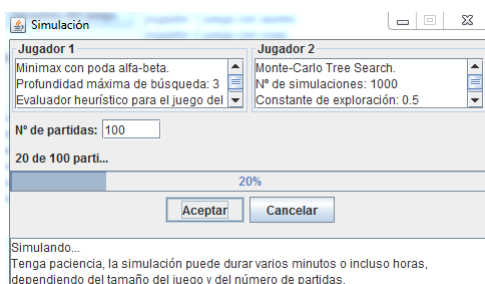 Simulación
Jugador 1
Minimax con poda alfa-beta.
Profundidad máxima de búsqueda: 3
Evaluador heurístico para el juego del
Jugador 2
Monte-Carlo Tree Search.
Nº de simulaciones: 1000
Constante de exploración: 0.5
Nº de partidas: 100
20 de 100 parti...
20%
Aceptar Cancelar
Simulando...
Tenga paciencia, la simulación puede durar varios minutos o incluso horas,
dependiendo del tamaño del juego y del número de partidas.